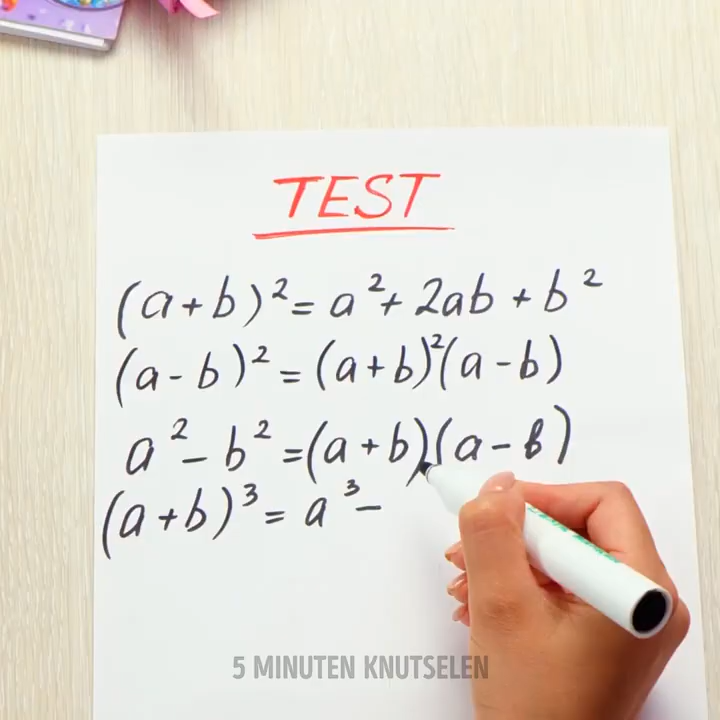 TEST
(a+b)² = a² + 2ab + b²
(a-b)² = (a+b)²(a-b)
a² - b² = (a+b)(a-b)
(a+b)³ = a³ -
5 MINUTEN KNUTSELEN